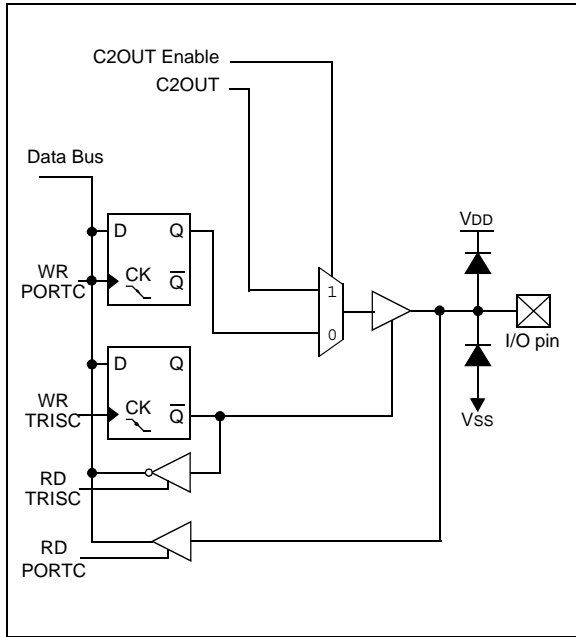 C2OUT Enable
C2OUT
Data Bus
VDD
D Q
WR
PORTC
CK
Q
1
I/O pin
0
D Q
WR
TRISC
CK
Q
VSS
RD
TRISC
RD
PORTC